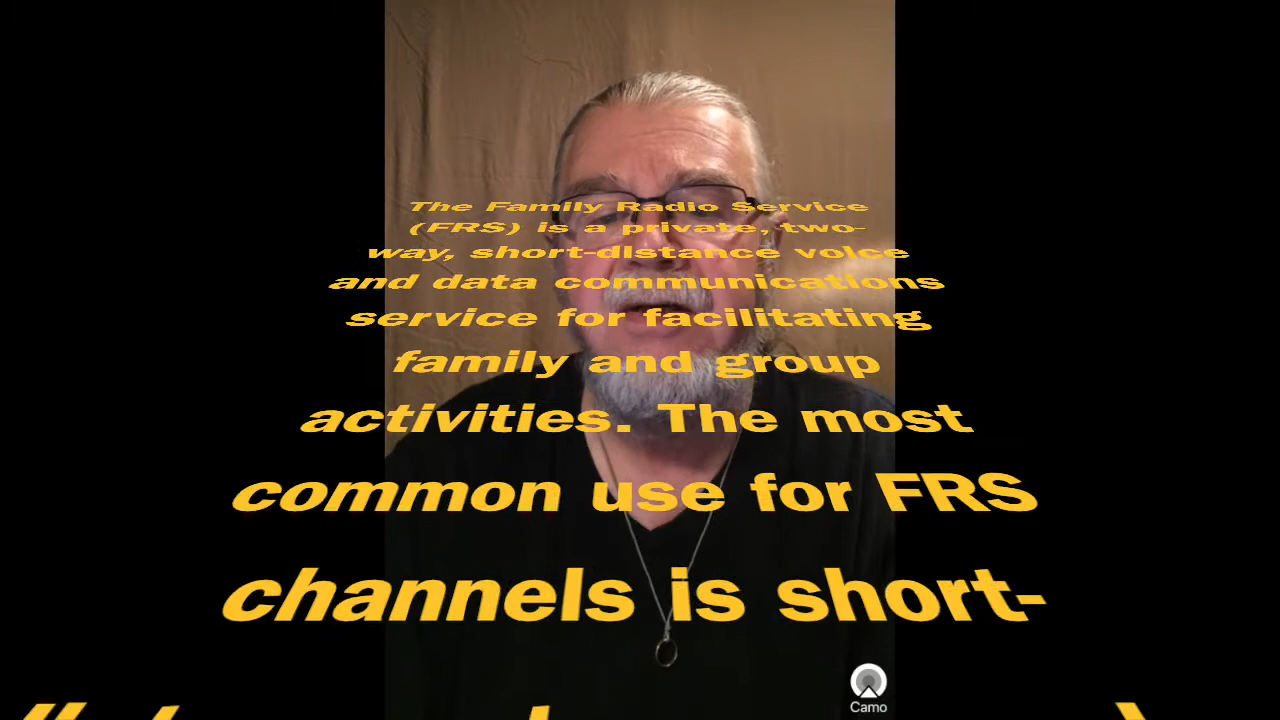 The Family Radio Service
(FRS) is a private, two-
way, short-distance voice
and data communications
service for facilitating
family and group
activities. The most
common use for FRS
channels is short-
Camo